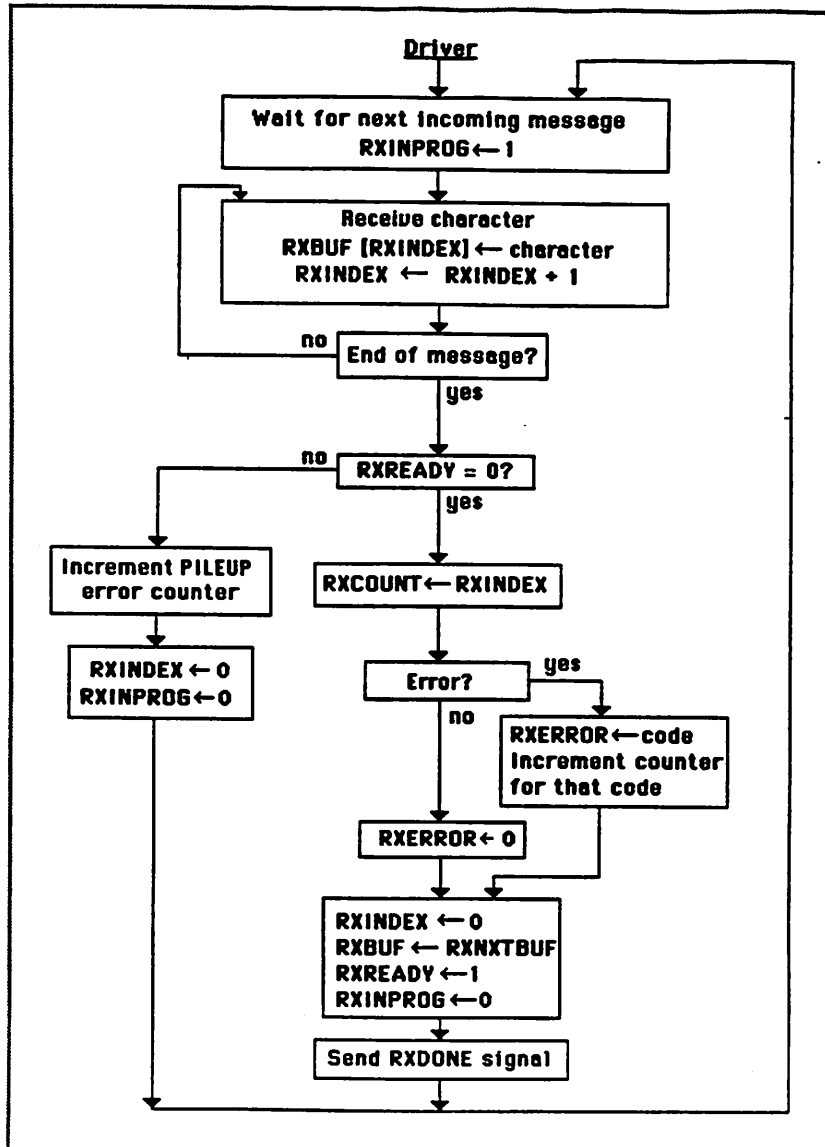 Driver
Wait for next incoming message
RXINPROG ← 1
Receive character
RXBUF [RXINDEX] ← character
RXINDEX ← RXINDEX + 1
no
End of message?
yes
no
RXREADY = 0?
yes
Increment PILEUP
error counter
RXCOUNT ← RXINDEX
RXINDEX ← 0
RXINPROG ← 0
Error?
yes
no
RXERROR ← code
Increment counter
for that code
RXERROR ← 0
RXINDEX ← 0
RXBUF ← RXNXTBUF
RXREADY ← 1
RXINPROG ← 0
Send RXDONE signal